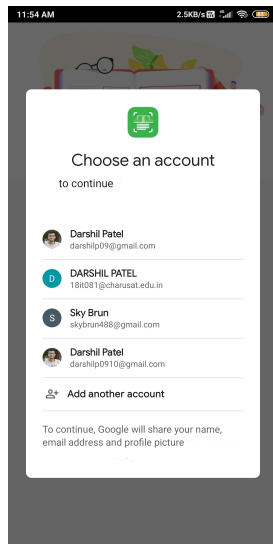 11:54 AM 2.5KB/s
Choose an account
to continue
Darshil Patel
darshilp09@gmail.com
D DARSHIL PATEL
18it081@charusat.edu.in
S Sky Brun
skybrun488@gmail.com
Darshil Patel
darshilp0910@gmail.com
Add another account
To continue, Google will share your name,
email address and profile picture